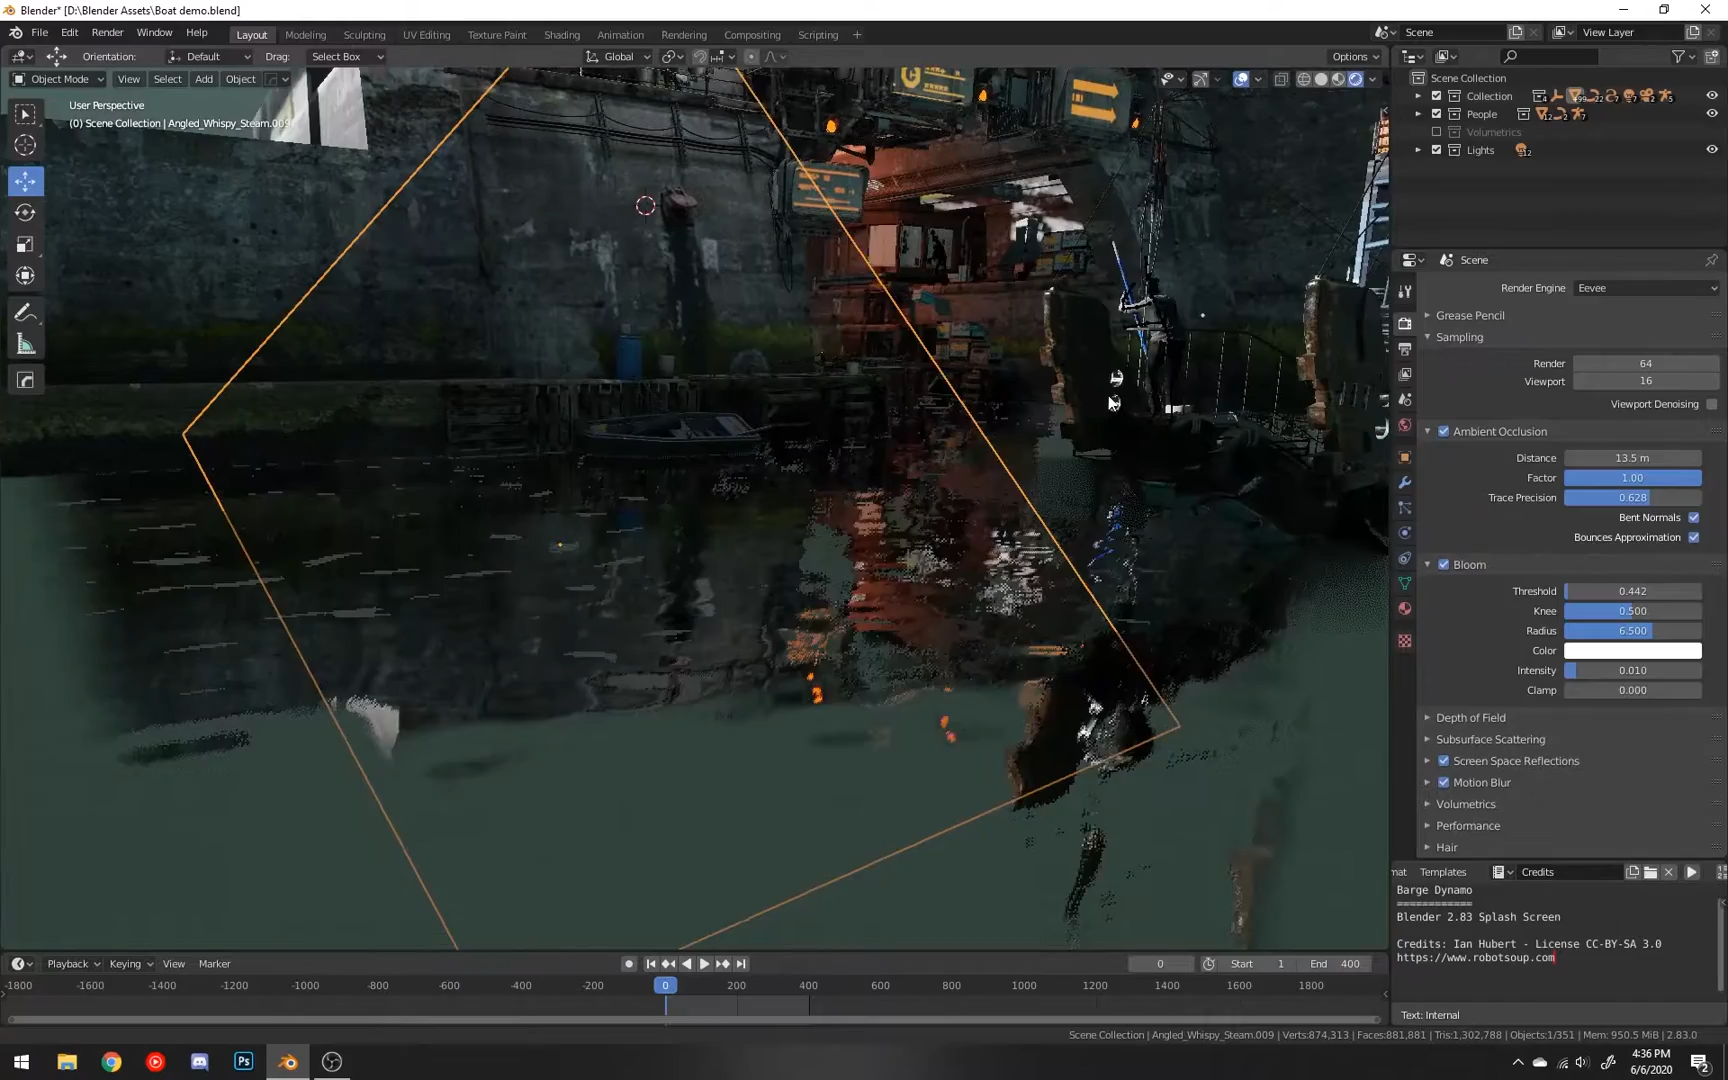 Blender* [D:\Blender Assets\Boat demo.blend]
File Edit Render Window Help
Layout Modeling Sculpting UV Editing Texture Paint Shading Animation Rendering Compositing Scripting +
Scene View Layer
Orientation: Default Drag: Select Box Global Options
Object Mode View Select Add Object
User Perspective
(0) Scene Collection | Angled_Whispy_Steam.009
Scene Collection
Collection
People
Volumetrics
Lights
Scene
Render Engine Eevee
Grease Pencil
Sampling
Render 64
Viewport 16
Viewport Denoising
Ambient Occlusion
Distance 13.5 m
Factor 1.00
Trace Precision 0.628
Bent Normals
Bounces Approximation
Bloom
Threshold 0.442
Knee 0.500
Radius 6.500
Color
Intensity 0.010
Clamp 0.000
Depth of Field
Subsurface Scattering
Screen Space Reflections
Motion Blur
Volumetrics
Performance
Hair
mat Templates Credits
Barge Dynamo
============
Blender 2.83 Splash Screen
Credits: Ian Hubert - License CC-BY-SA 3.0
https://www.robotsoup.com
Text: Internal
Playback Keying View Marker 0 Start 1 End 400
-1800 -1600 -1400 -1200 -1000 -800 -600 -400 -200 0 200 400 600 800 1000 1200 1400 1600 1800
Scene Collection | Angled_Whispy_Steam.009 | Verts:874,313 | Faces:881,881 | Tris:1,302,788 | Objects:1/351 | Mem: 950.5 MiB | 2.83.0
Ps
4:36 PM
6/6/2020
2